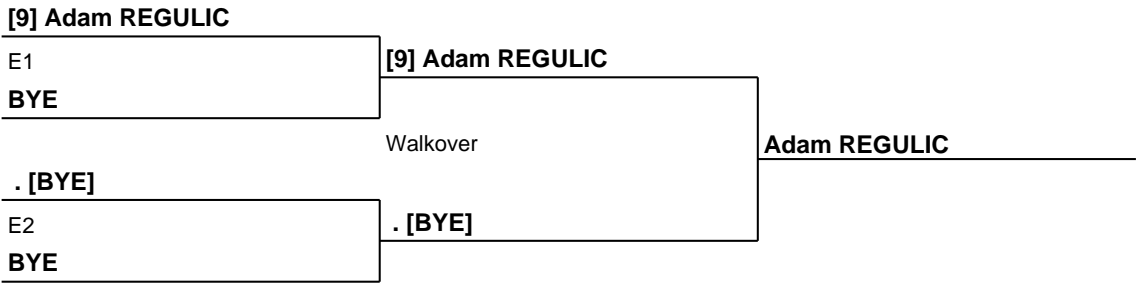 [9] Adam REGULIC
E1
[9] Adam REGULIC
BYE
Walkover
Adam REGULIC
. [BYE]
E2
. [BYE]
BYE